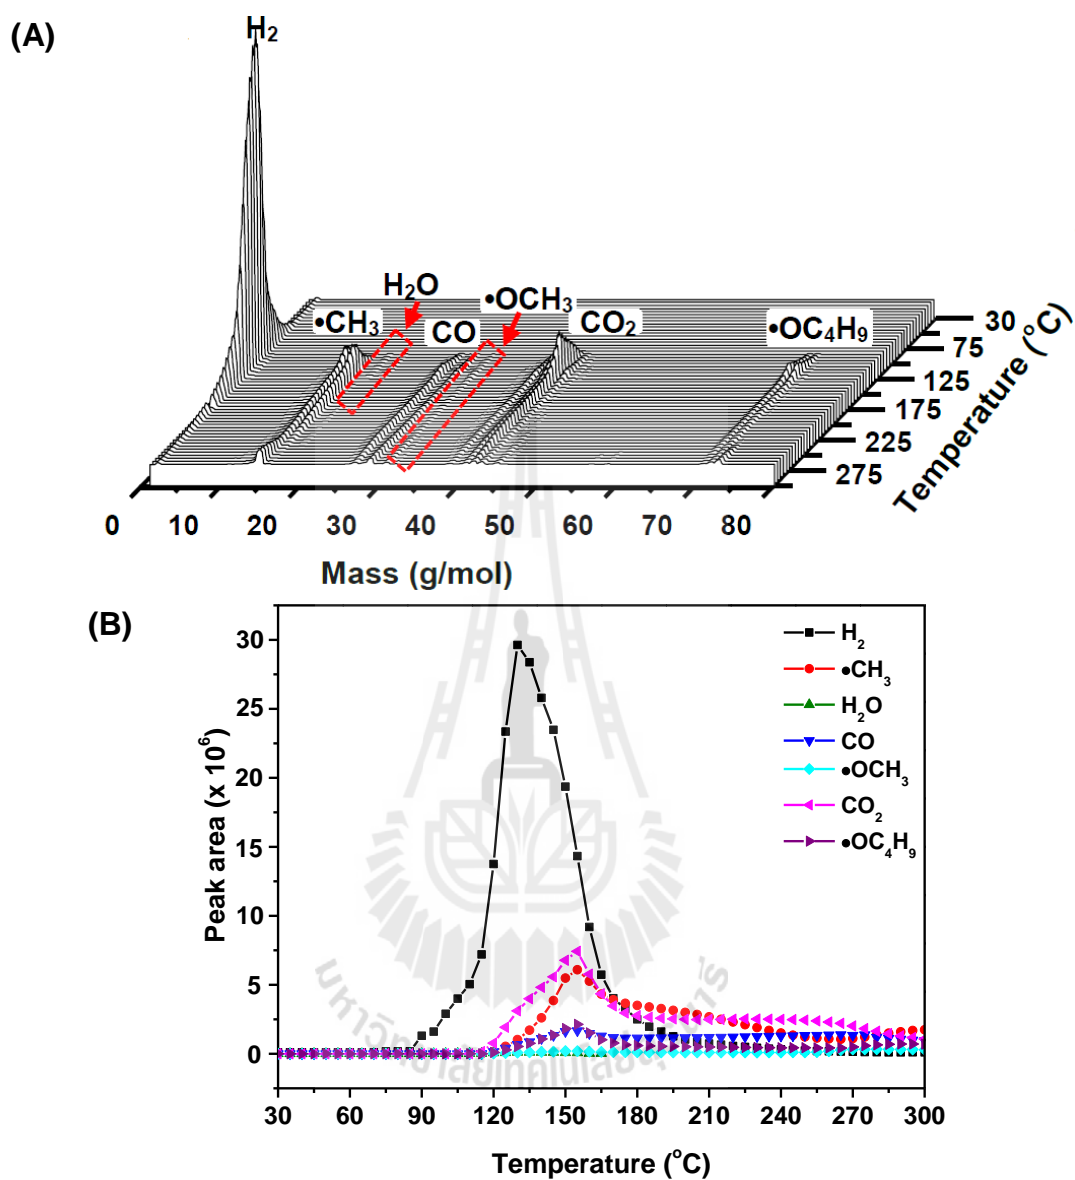 (A)
H₂
H₂O
•OCH₃
•CH₃
CO
CO₂
•OC₄H₉
30
75
125
175
225
275
Temperature (°C)
0 10 20 30 40 50 60 70 80
Mass (g/mol)
(B)
30
25
20
15
10
5
0
Peak area (x 10⁶)
H₂
•CH₃
H₂O
CO
•OCH₃
CO₂
•OC₄H₉
30 60 90 120 150 180 210 240 270 300
Temperature (°C)